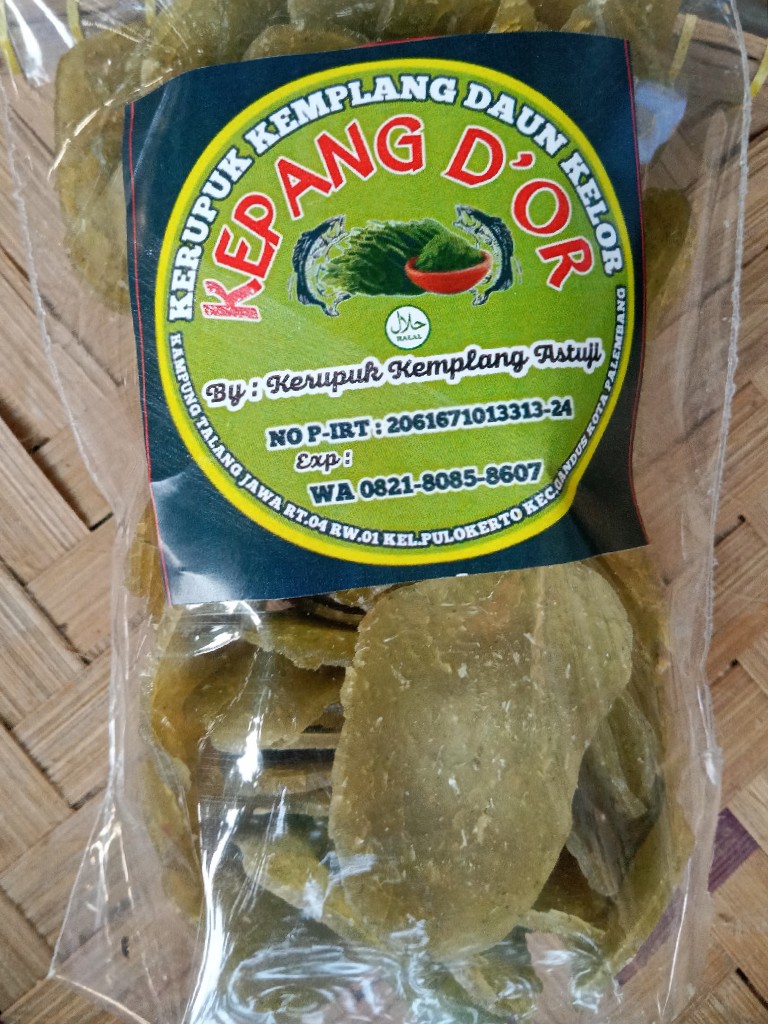 KERUPUK KEMPLANG DAUN KELOR
KEPANG D'OR
حلال
HALAL
By : Kerupuk Kemplang Astuji
NO P-IRT : 2061671013313-24
Exp :
WA 0821-8085-8607
KAMPUNG TALANG JAWA RT.04 RW.01 KEL.PULOKERTO KEC.GANDUS KOTA PALEMBANG